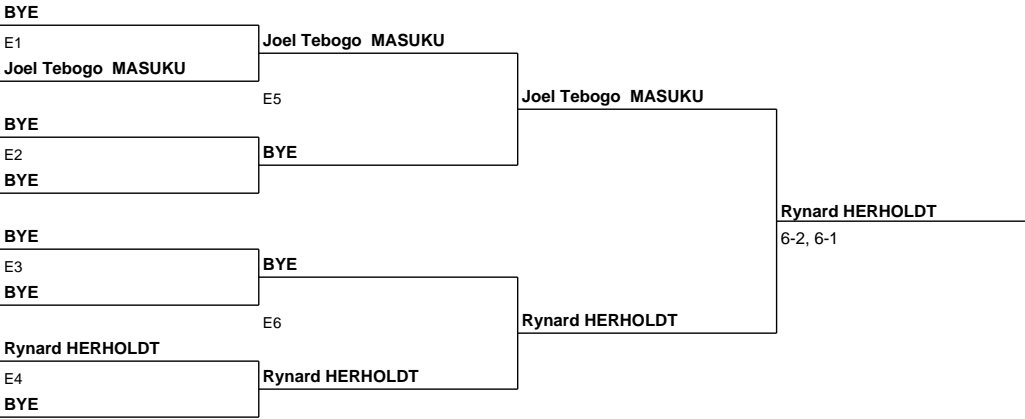 BYE
E1
Joel Tebogo MASUKU
Joel Tebogo MASUKU
E5
Joel Tebogo MASUKU
BYE
E2
BYE
BYE
Rynard HERHOLDT
6-2, 6-1
BYE
E3
BYE
BYE
E6
Rynard HERHOLDT
Rynard HERHOLDT
E4
Rynard HERHOLDT
BYE